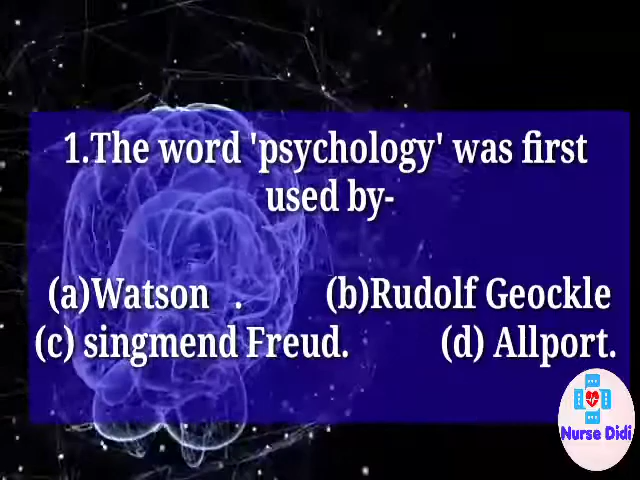 1.The word 'psychology' was first
used by-
(a)Watson . (b)Rudolf Geockle
(c) singmend Freud. (d) Allport.
Nurse Didi